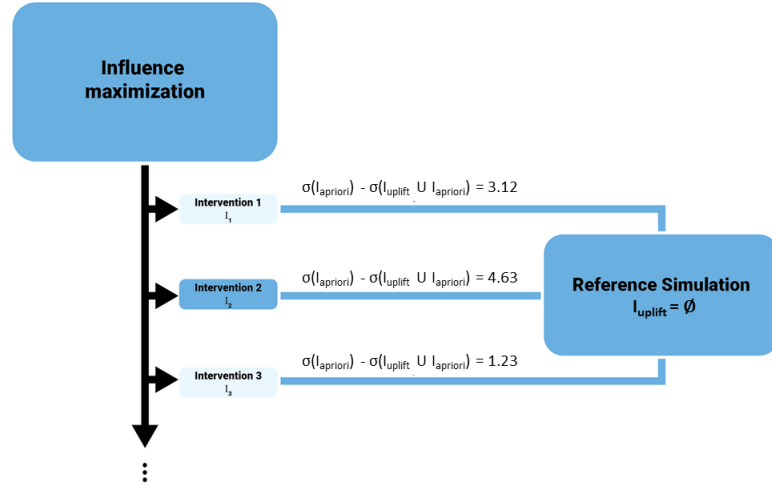 Influence
maximization
Intervention 1
I₁
σ(Iapriori) - σ(Iuplift U Iapriori) = 3.12
Intervention 2
I₂
σ(Iapriori) - σ(Iuplift U Iapriori) = 4.63
Reference Simulation
Iuplift = Ø
Intervention 3
I₃
σ(Iapriori) - σ(Iuplift U Iapriori) = 1.23